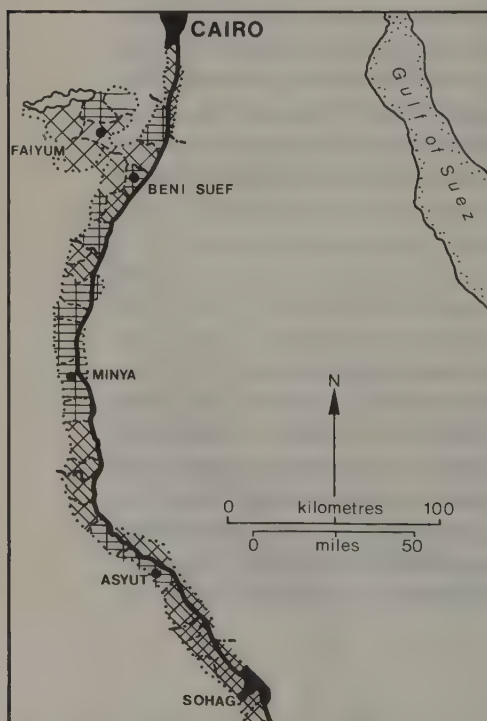 CAIRO
Gulf of Suez
FAIYUM
BENI SUEF
MINYA
N
0 kilometres 100
0 miles 50
ASYUT
SOHAG